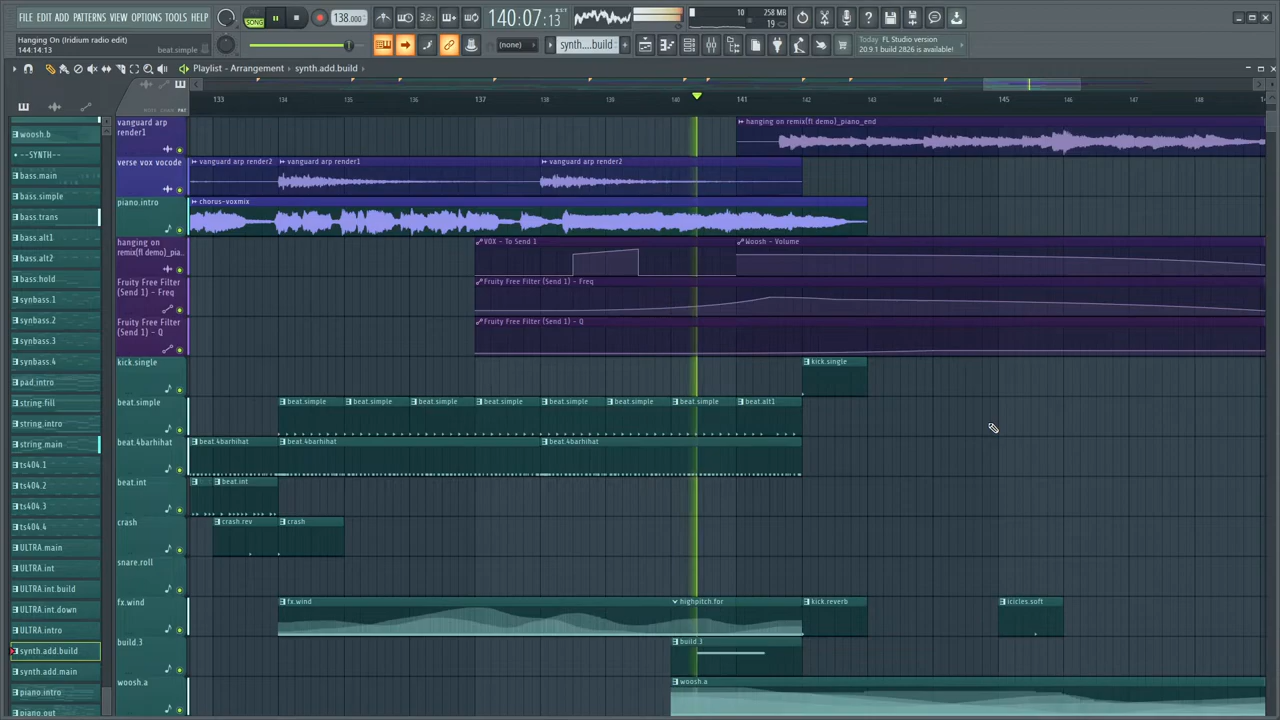 FILE EDIT ADD PATTERNS VIEW OPTIONS TOOLS HELP
SONG
138.000
3.2:
140:07:13
10
258 MB
19
Hanging On (Iridium radio edit)
144:14:13
beat.simple
(none)
synth....build
Today FL Studio version
20.9.1 build 2826 is available!
Playlist - Arrangement
synth.add.build
133 134 135 136 137 138 139 140 141 142 143 144 145 146 147 148
woosh.b
--SYNTH--
bass.main
bass.simple
bass.trans
bass.alt1
bass.alt2
bass.hold
synbass.1
synbass.2
synbass.3
synbass.4
pad.intro
string.fill
string.intro
string.main
ts404.1
ts404.2
ts404.3
ts404.4
ULTRA.main
ULTRA.int
ULTRA.int.build
ULTRA.int.down
ULTRA.intro
synth.add.build
synth.add.main
piano.intro
piano.out
vanguard arp
render1
hanging on remix(fl demo)_piano_end
verse vox vocode
vanguard arp render2
vanguard arp render1
vanguard arp render2
piano.intro
chorus-voxmix
hanging on
remix(fl demo)_pia..
VOX - To Send 1
Woosh - Volume
Fruity Free Filter
(Send 1) - Freq
Fruity Free Filter (Send 1) - Freq
Fruity Free Filter
(Send 1) - Q
Fruity Free Filter (Send 1) - Q
kick.single
kick.single
beat.simple
beat.simple beat.simple beat.simple beat.simple beat.simple beat.simple beat.simple beat.alt1
beat.4barhihat
beat.4barhihat beat.4barhihat beat.4barhihat
beat.int
beat.int
crash
crash.rev crash
snare.roll
fx.wind
fx.wind highpitch.for kick.reverb icicles.soft
build.3
build.3
woosh.a
woosh.a